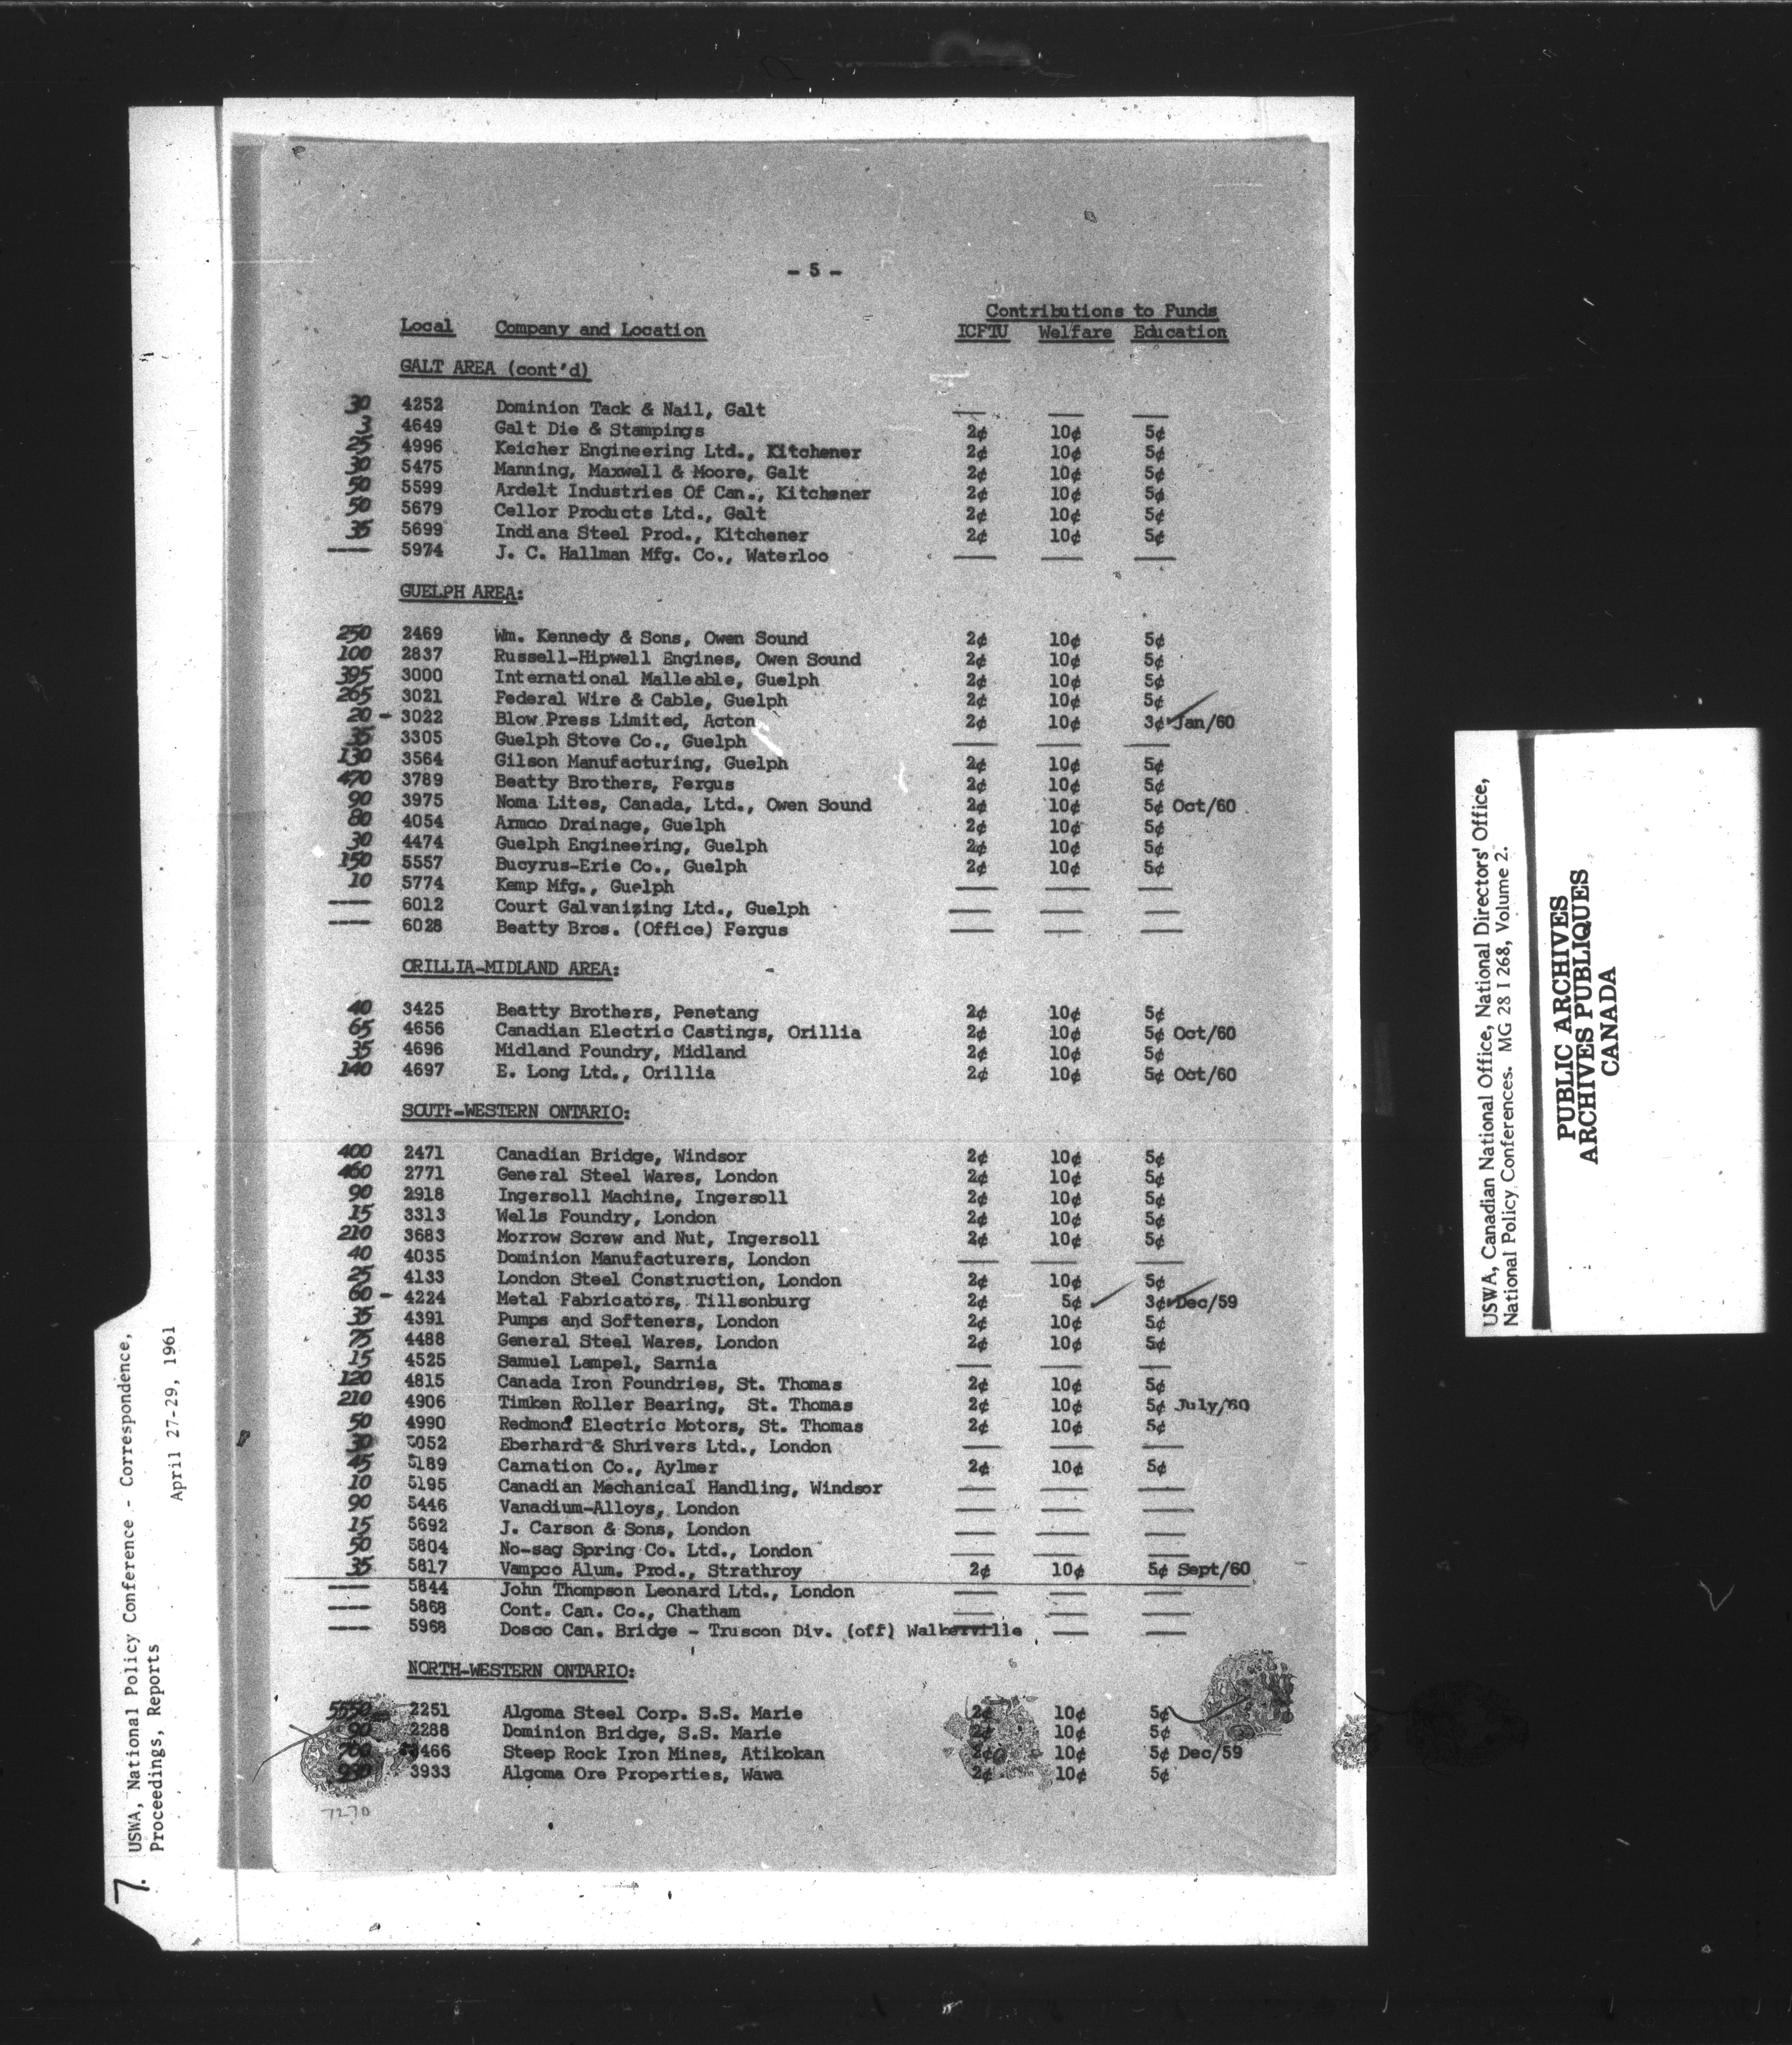 - 5 -
Contributions to Funds
Local Company and Location ICFTU Welfare Education
GALT AREA (cont'd)
30 4252 Dominion Tack & Nail, Galt — — —
3 4649 Galt Die & Stampings 2¢ 10¢ 5¢
25 4996 Keicher Engineering Ltd., Kitchener 2¢ 10¢ 5¢
30 5475 Manning, Maxwell & Moore, Galt 2¢ 10¢ 5¢
50 5599 Ardelt Industries Of Can., Kitchener 2¢ 10¢ 5¢
50 5679 Cellor Products Ltd., Galt 2¢ 10¢ 5¢
35 5699 Indiana Steel Prod., Kitchener 2¢ 10¢ 5¢
---- 5974 J. C. Hallman Mfg. Co., Waterloo — — —
GUELPH AREA:
250 2469 Wm. Kennedy & Sons, Owen Sound 2¢ 10¢ 5¢
100 2837 Russell-Hipwell Engines, Owen Sound 2¢ 10¢ 5¢
395 3000 International Malleable, Guelph 2¢ 10¢ 5¢
265 3021 Federal Wire & Cable, Guelph 2¢ 10¢ 5¢
20 - 3022 Blow Press Limited, Acton 2¢ 10¢ 3¢ Jan/60
35 3305 Guelph Stove Co., Guelph — — —
130 3564 Gilson Manufacturing, Guelph 2¢ 10¢ 5¢
470 3789 Beatty Brothers, Fergus 2¢ 10¢ 5¢
90 3975 Noma Lites, Canada, Ltd., Owen Sound 2¢ 10¢ 5¢ Oct/60
80 4054 Armco Drainage, Guelph 2¢ 10¢ 5¢
30 4474 Guelph Engineering, Guelph 2¢ 10¢ 5¢
150 5557 Bucyrus-Erie Co., Guelph 2¢ 10¢ 5¢
10 5774 Kemp Mfg., Guelph — — —
---- 6012 Court Galvanizing Ltd., Guelph — — —
---- 6028 Beatty Bros. (Office) Fergus — — —
ORILLIA-MIDLAND AREA:
40 3425 Beatty Brothers, Penetang 2¢ 10¢ 5¢
65 4656 Canadian Electric Castings, Orillia 2¢ 10¢ 5¢ Oct/60
35 4696 Midland Foundry, Midland 2¢ 10¢ 5¢
140 4697 E. Long Ltd., Orillia 2¢ 10¢ 5¢ Oct/60
SOUTH-WESTERN ONTARIO:
400 2471 Canadian Bridge, Windsor 2¢ 10¢ 5¢
460 2771 General Steel Wares, London 2¢ 10¢ 5¢
90 2918 Ingersoll Machine, Ingersoll 2¢ 10¢ 5¢
15 3313 Wells Foundry, London 2¢ 10¢ 5¢
210 3683 Morrow Screw and Nut, Ingersoll 2¢ 10¢ 5¢
40 4035 Dominion Manufacturers, London — — —
25 4133 London Steel Construction, London 2¢ 10¢ 5¢
60 - 4224 Metal Fabricators, Tillsonburg 2¢ 5¢ ✓ 3¢ Dec/59
35 4391 Pumps and Softeners, London 2¢ 10¢ 5¢
75 4488 General Steel Wares, London 2¢ 10¢ 5¢
15 4525 Samuel Lampel, Sarnia — — —
120 4815 Canada Iron Foundries, St. Thomas 2¢ 10¢ 5¢
210 4906 Timken Roller Bearing, St. Thomas 2¢ 10¢ 5¢ July/60
50 4990 Redmond Electric Motors, St. Thomas 2¢ 10¢ 5¢
30 5052 Eberhard & Shrivers Ltd., London — — —
45 5189 Carnation Co., Aylmer 2¢ 10¢ 5¢
10 5195 Canadian Mechanical Handling, Windsor — — —
90 5446 Vanadium-Alloys, London — — —
15 5692 J. Carson & Sons, London — — —
50 5804 No-sag Spring Co. Ltd., London — — —
35 5817 Vampco Alum. Prod., Strathroy 2¢ 10¢ 5¢ Sept/60
---- 5844 John Thompson Leonard Ltd., London — — —
---- 5868 Cont. Can. Co., Chatham — — —
---- 5968 Dosco Can. Bridge - Truscon Div. (off) Walkerville — —
NORTH-WESTERN ONTARIO:
5550 2251 Algoma Steel Corp. S.S. Marie 2¢ 10¢ 5¢
90 2288 Dominion Bridge, S.S. Marie 2¢ 10¢ 5¢
700 3466 Steep Rock Iron Mines, Atikokan 2¢ 10¢ 5¢ Dec/59
930 3933 Algoma Ore Properties, Wawa 2¢ 10¢ 5¢
7270
7.
USWA, National Policy Conference - Correspondence,
Proceedings, Reports April 27-29, 1961
USWA, Canadian National Office, National Directors' Office,
National Policy Conferences. MG 28 I 268, Volume 2.
PUBLIC ARCHIVES
ARCHIVES PUBLIQUES
CANADA